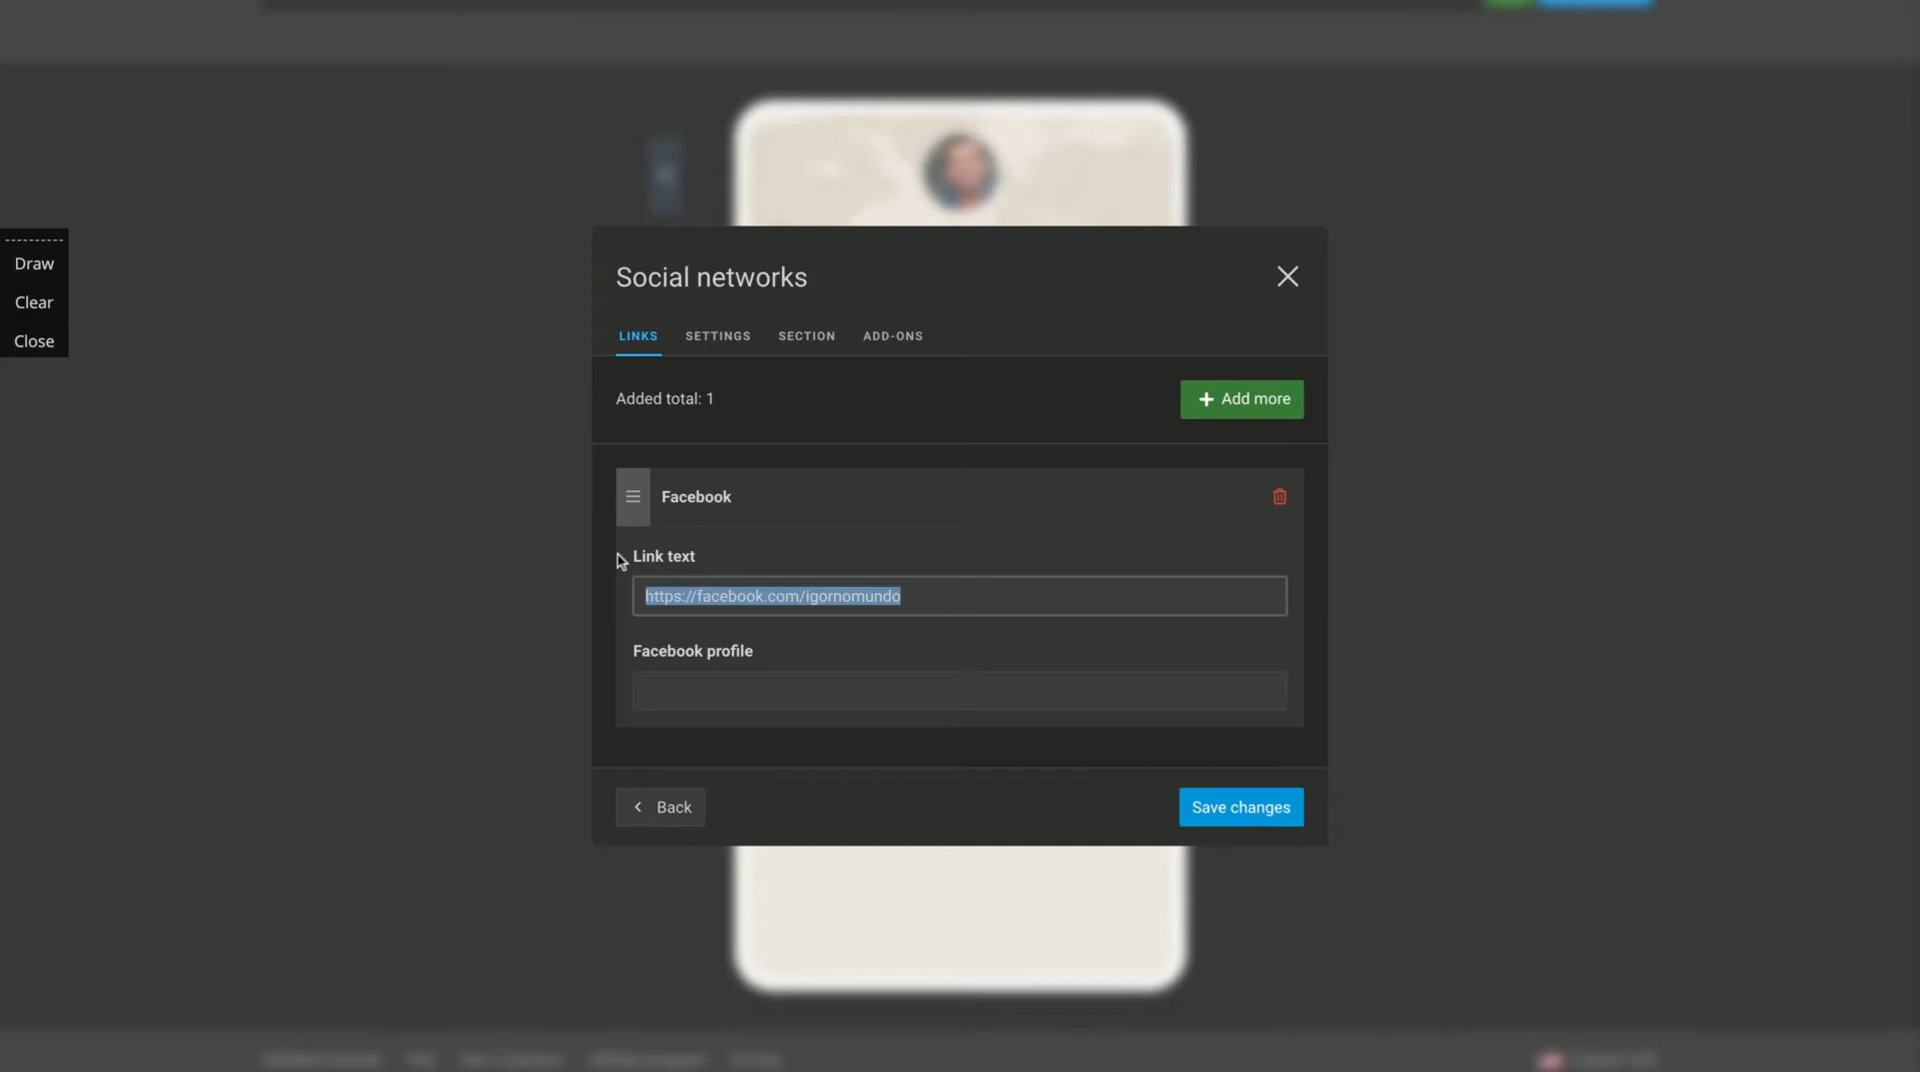 Draw
Clear
Close
Social networks
LINKS SETTINGS SECTION ADD-ONS
Added total: 1
Add more
Facebook
Link text
https://facebook.com/igornomundo
Facebook profile
Back
Save changes